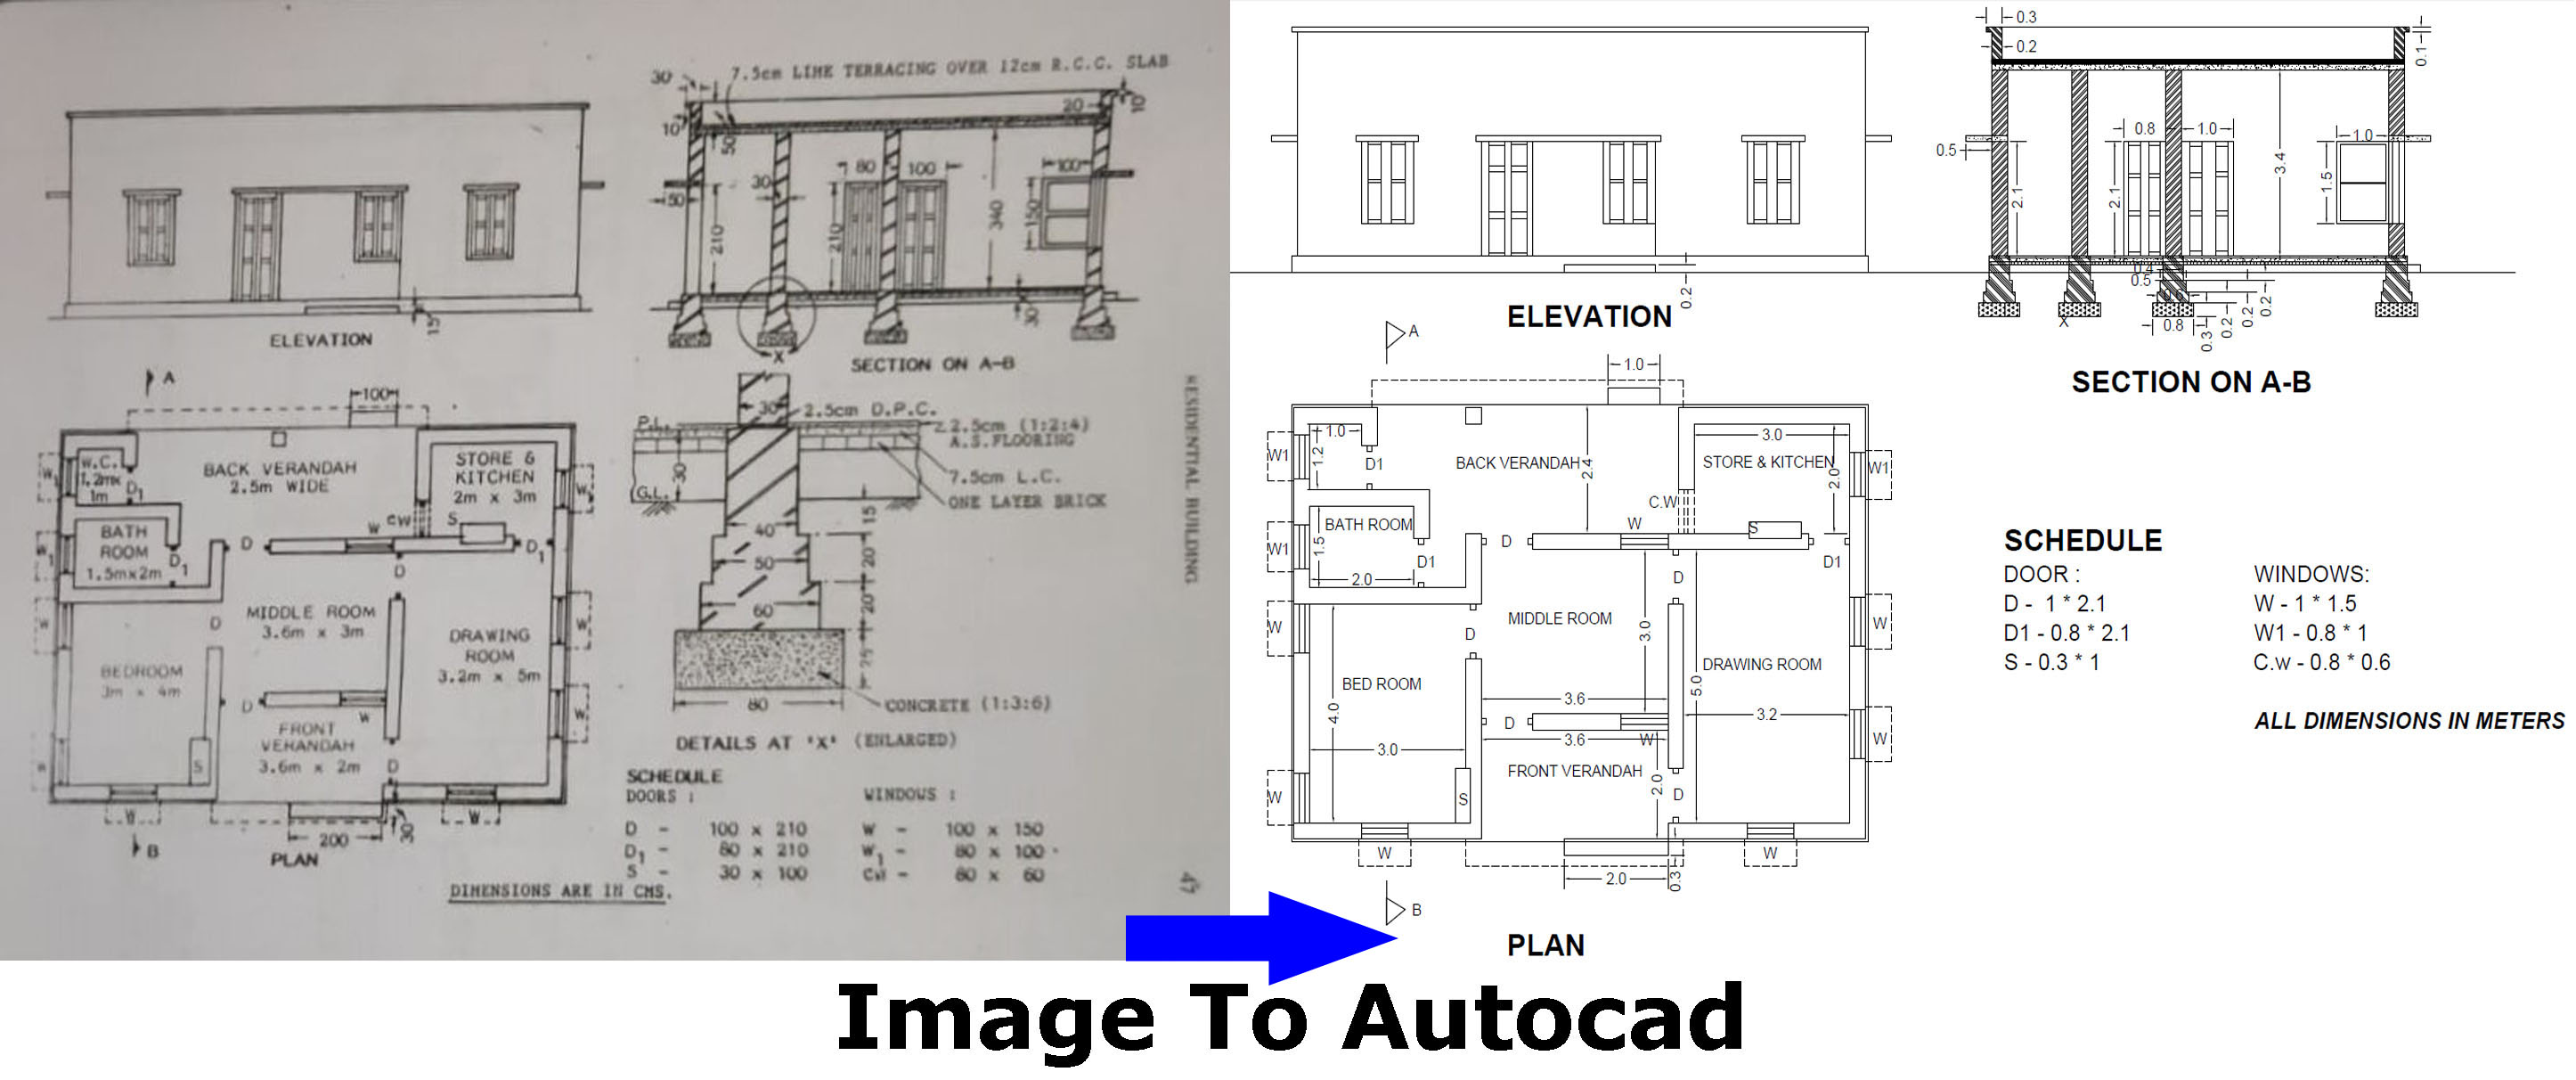 30
7.5cm LIME TERRACING OVER 12cm R.C.C. SLAB
20
10
10
50
30
80
100
100
50
210
210
340
150
30
15
X
ELEVATION
SECTION ON A-B
A
100
W.C.
1.2mx
1m
D1
BACK VERANDAH
2.5m WIDE
STORE &
KITCHEN
2m x 3m
W
CW
S
BATH
ROOM
1.5mx2m
D1
D
D1
D
MIDDLE ROOM
3.6m x 3m
D
DRAWING
ROOM
3.2m x 5m
BEDROOM
3m x 4m
D
W
FRONT
VERANDAH
3.6m x 2m
S
D
W
W
W1
W1
W
W
W1
W
W
200
30
B
PLAN
30
2.5cm D.P.C.
2.5cm (1:2:4)
A.S.FLOORING
P.L.
30
7.5cm L.C.
G.L.
ONE LAYER BRICK
40
15
50
20
60
20
25
80
CONCRETE (1:3:6)
DETAILS AT 'X' (ENLARGED)
SCHEDULE
DOORS :
WINDOWS :
D - 100 x 210
W - 100 x 150
D1 - 80 x 210
W1 - 80 x 100
S - 30 x 100
CW - 80 x 60
DIMENSIONS ARE IN CMS.
RESIDENTIAL BUILDING
47
0.3
0.2
0.1
0.8
1.0
1.0
0.5
2.1
2.1
3.4
1.5
0.4
0.5
0.6
0.8
0.3
0.2
0.2
0.2
X
0.2
ELEVATION
SECTION ON A-B
A
1.0
1.0
1.2
D1
W1
BACK VERANDAH
2.4
3.0
STORE & KITCHEN
2.0
W1
C.W
W
S
BATH ROOM
1.5
2.0
W1
D1
D
D
D1
MIDDLE ROOM
3.0
W
D
W
DRAWING ROOM
5.0
3.2
BED ROOM
4.0
3.0
3.6
D
W
3.6
W
FRONT VERANDAH
2.0
D
S
W
W
W
2.0
0.3
B
PLAN
SCHEDULE
DOOR :
D - 1 * 2.1
D1 - 0.8 * 2.1
S - 0.3 * 1
WINDOWS:
W - 1 * 1.5
W1 - 0.8 * 1
C.w - 0.8 * 0.6
ALL DIMENSIONS IN METERS
Image To Autocad